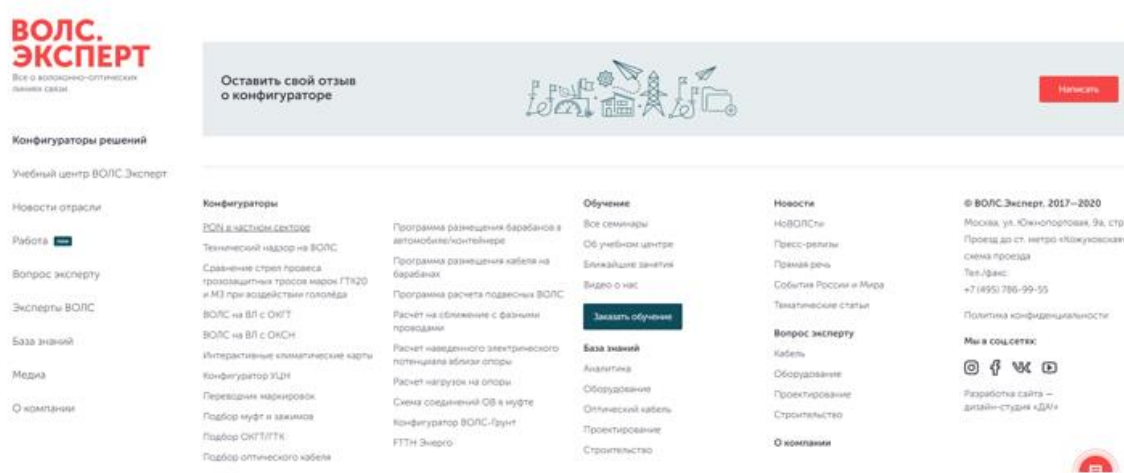 ВОЛС.
ЭКСПЕРТ
Все о волоконно-оптических
линиях связи
Конфигураторы решений
Учебный центр ВОЛС.Эксперт
Новости отрасли
Работа
Вопрос эксперту
Эксперты ВОЛС
База знаний
Медиа
О компании
Оставить свой отзыв
о конфигураторе
Написать
Конфигураторы
PON в частном секторе
Технический надзор на ВОЛС
Сравнение стрел провеса
грозозащитных тросов марок ГТК20
и МЗ при воздействии гололёда
ВОЛС на ВЛ с ОКГТ
ВОЛС на ВЛ с ОКСН
Интерактивные климатические карты
Конфигуратор УЦН
Переводчик маркировок
Подбор муфт и зажимов
Подбор ОКГТ/ГТК
Подбор оптического кабеля
Программа размещения барабанов в
автомобиле/контейнере
Программа размещения кабеля на
барабанах
Программа расчета подвесных ВОЛС
Расчёт на сближение с фазными
проводами
Расчет наведенного электрического
потенциала вблизи опоры
Расчет нагрузок на опоры
Схема соединений ОВ в муфте
Конфигуратор ВОЛС-Грунт
FTTH Энерго
Обучение
Все семинары
Об учебном центре
Ближайшие занятия
Видео о нас
Заказать обучение
База знаний
Аналитика
Оборудование
Оптический кабель
Проектирование
Строительство
Новости
НоВОЛСти
Пресс-релизы
Прямая речь
События России и Мира
Тематические статьи
Вопрос эксперту
Кабель
Оборудование
Проектирование
Строительство
О компании
© ВОЛС.Эксперт, 2017—2020
Москва, ул. Южнопортовая, 9а, стр
Проезд до ст. метро «Кожуховская
схема проезда
Тел./факс:
+7 (495) 786-99-55
Политика конфиденциальности
Мы в соц.сетях:
Разработка сайта —
дизайн-студия «ДА!»